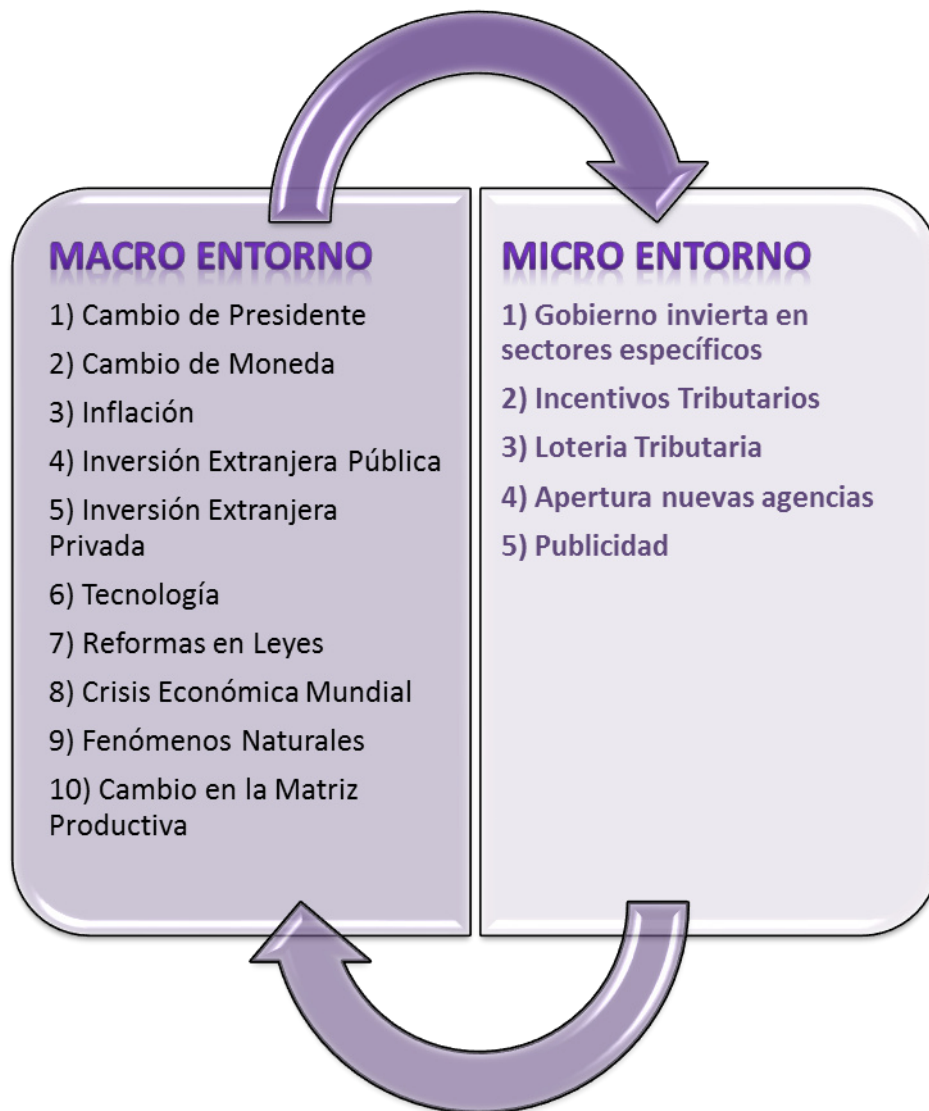 MACRO ENTORNO
1) Cambio de Presidente
2) Cambio de Moneda
3) Inflación
4) Inversión Extranjera Pública
5) Inversión Extranjera
Privada
6) Tecnología
7) Reformas en Leyes
8) Crisis Económica Mundial
9) Fenómenos Naturales
10) Cambio en la Matriz
Productiva
MICRO ENTORNO
1) Gobierno invierta en
sectores específicos
2) Incentivos Tributarios
3) Loteria Tributaria
4) Apertura nuevas agencias
5) Publicidad